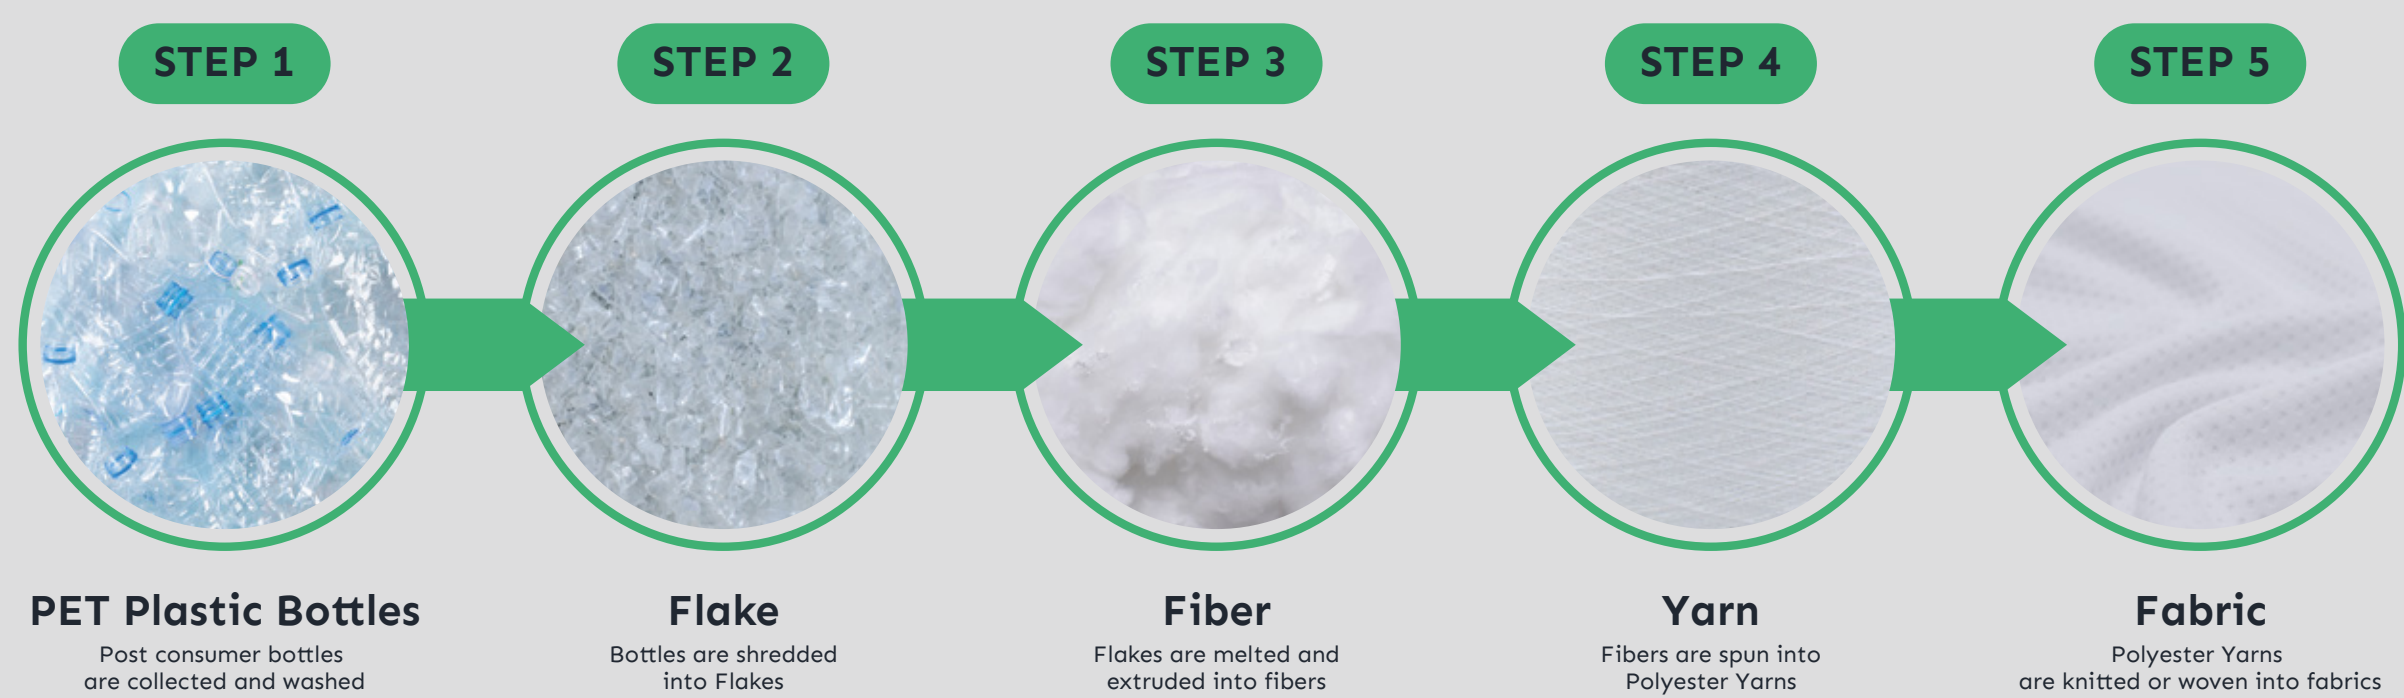 STEP 1
STEP 2
STEP 3
STEP 4
STEP 5
PET Plastic Bottles
Post consumer bottles
are collected and washed
Flake
Bottles are shredded
into Flakes
Fiber
Flakes are melted and
extruded into fibers
Yarn
Fibers are spun into
Polyester Yarns
Fabric
Polyester Yarns
are knitted or woven into fabrics